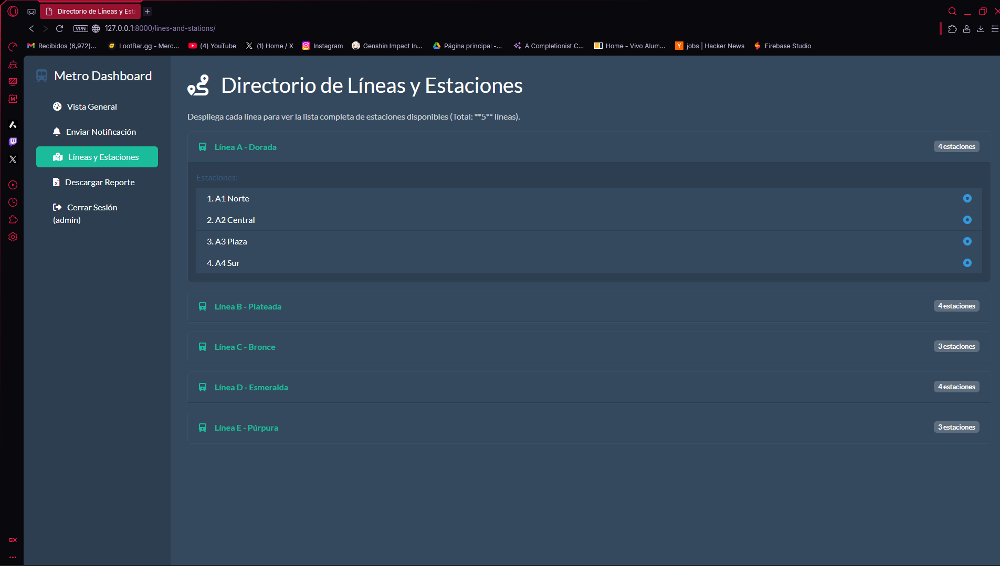 Directorio de Líneas y Esta
VPN 127.0.0.1:8000/lines-and-stations/
Recibidos (6,972)... LootBar.gg - Merc... (4) YouTube (1) Home / X Instagram Genshin Impact In... Página principal -... A Completionist C... Home - Vivo Alum... jobs | Hacker News Firebase Studio
Metro Dashboard
Vista General
Enviar Notificación
Líneas y Estaciones
Descargar Reporte
Cerrar Sesión
(admin)
GX
Directorio de Líneas y Estaciones
Despliega cada línea para ver la lista completa de estaciones disponibles (Total: **5** líneas).
Línea A - Dorada 4 estaciones
Estaciones:
1. A1 Norte
2. A2 Central
3. A3 Plaza
4. A4 Sur
Línea B - Plateada 4 estaciones
Línea C - Bronce 3 estaciones
Línea D - Esmeralda 4 estaciones
Línea E - Púrpura 3 estaciones